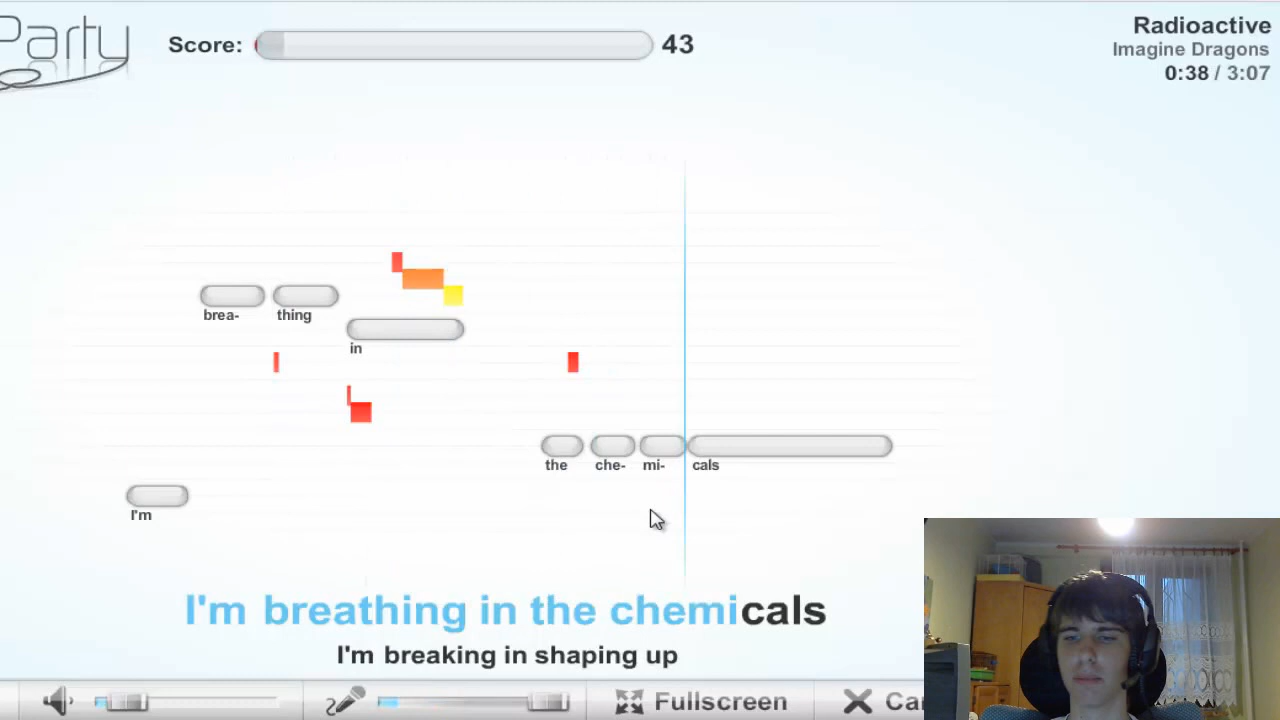 Party
Score: 43
Radioactive
Imagine Dragons
0:38 / 3:07
brea- thing
in
the che- mi- cals
I'm
I'm breathing in the chemicals
I'm breaking in shaping up
Fullscreen